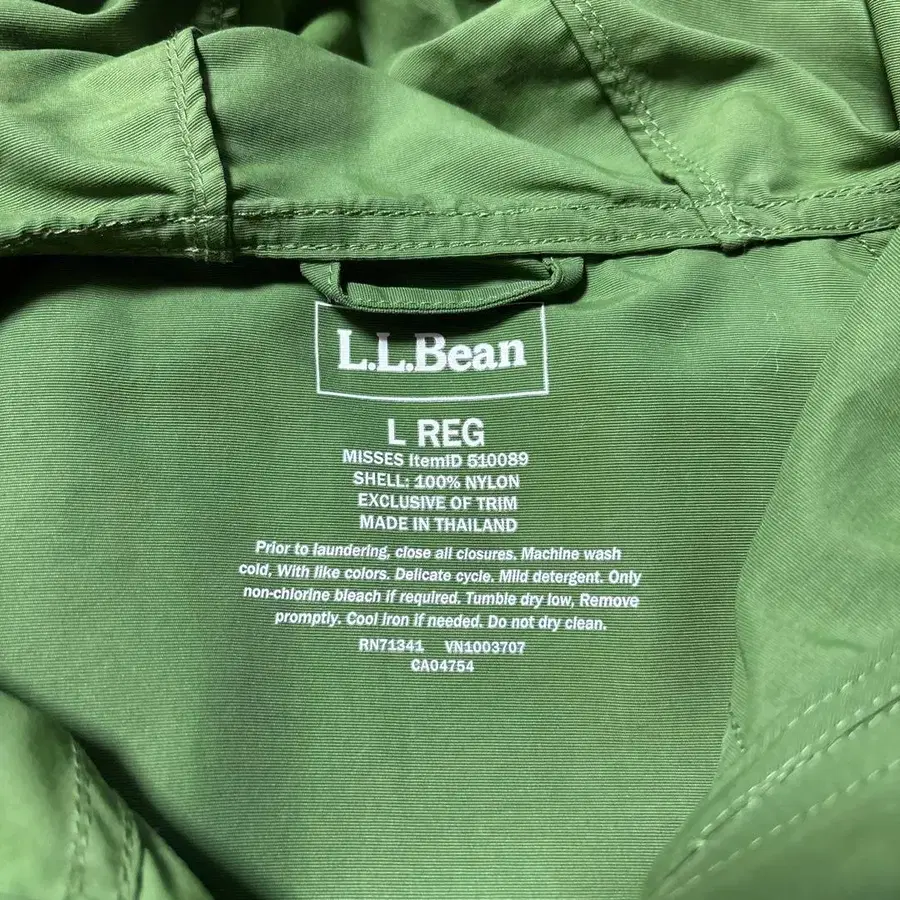 L.L.Bean
L REG
MISSES ItemID 510089
SHELL: 100% NYLON
EXCLUSIVE OF TRIM
MADE IN THAILAND
Prior to laundering, close all closures. Machine wash
cold, With like colors. Delicate cycle. Mild detergent. Only
non-chlorine bleach if required. Tumble dry low, Remove
promptly. Cool iron if needed. Do not dry clean.
RN71341 VN1003707
CA04754